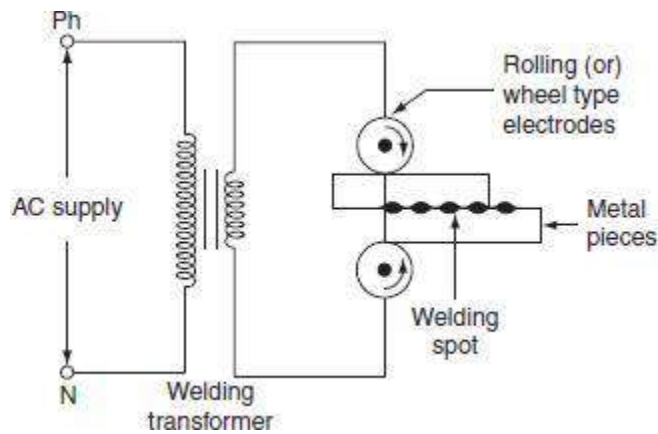 Ph
Rolling (or)
wheel type
electrodes
AC supply
Metal
pieces
Welding
spot
N
Welding
transformer